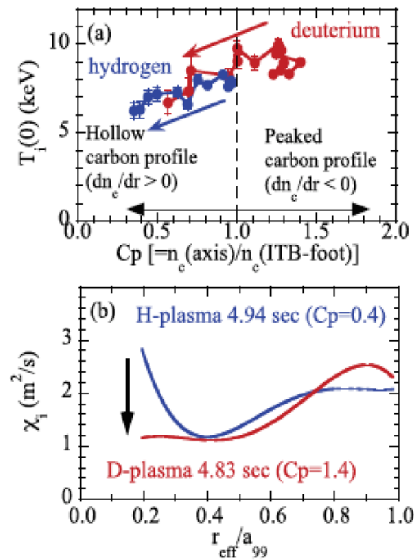 (a)
deuterium
hydrogen
Hollow
carbon profile
(dn_c/dr > 0)
Peaked
carbon profile
(dn_c/dr < 0)
T_i(0) (keV)
0
5
10
0.0
0.5
1.0
1.5
2.0
Cp [=n_c(axis)/n_c(ITB-foot)]
(b) H-plasma 4.94 sec (Cp=0.4)
D-plasma 4.83 sec (Cp=1.4)
χ_i (m²/s)
0
1
2
3
0.0
0.2
0.4
0.6
0.8
1.0
r_eff/a_99